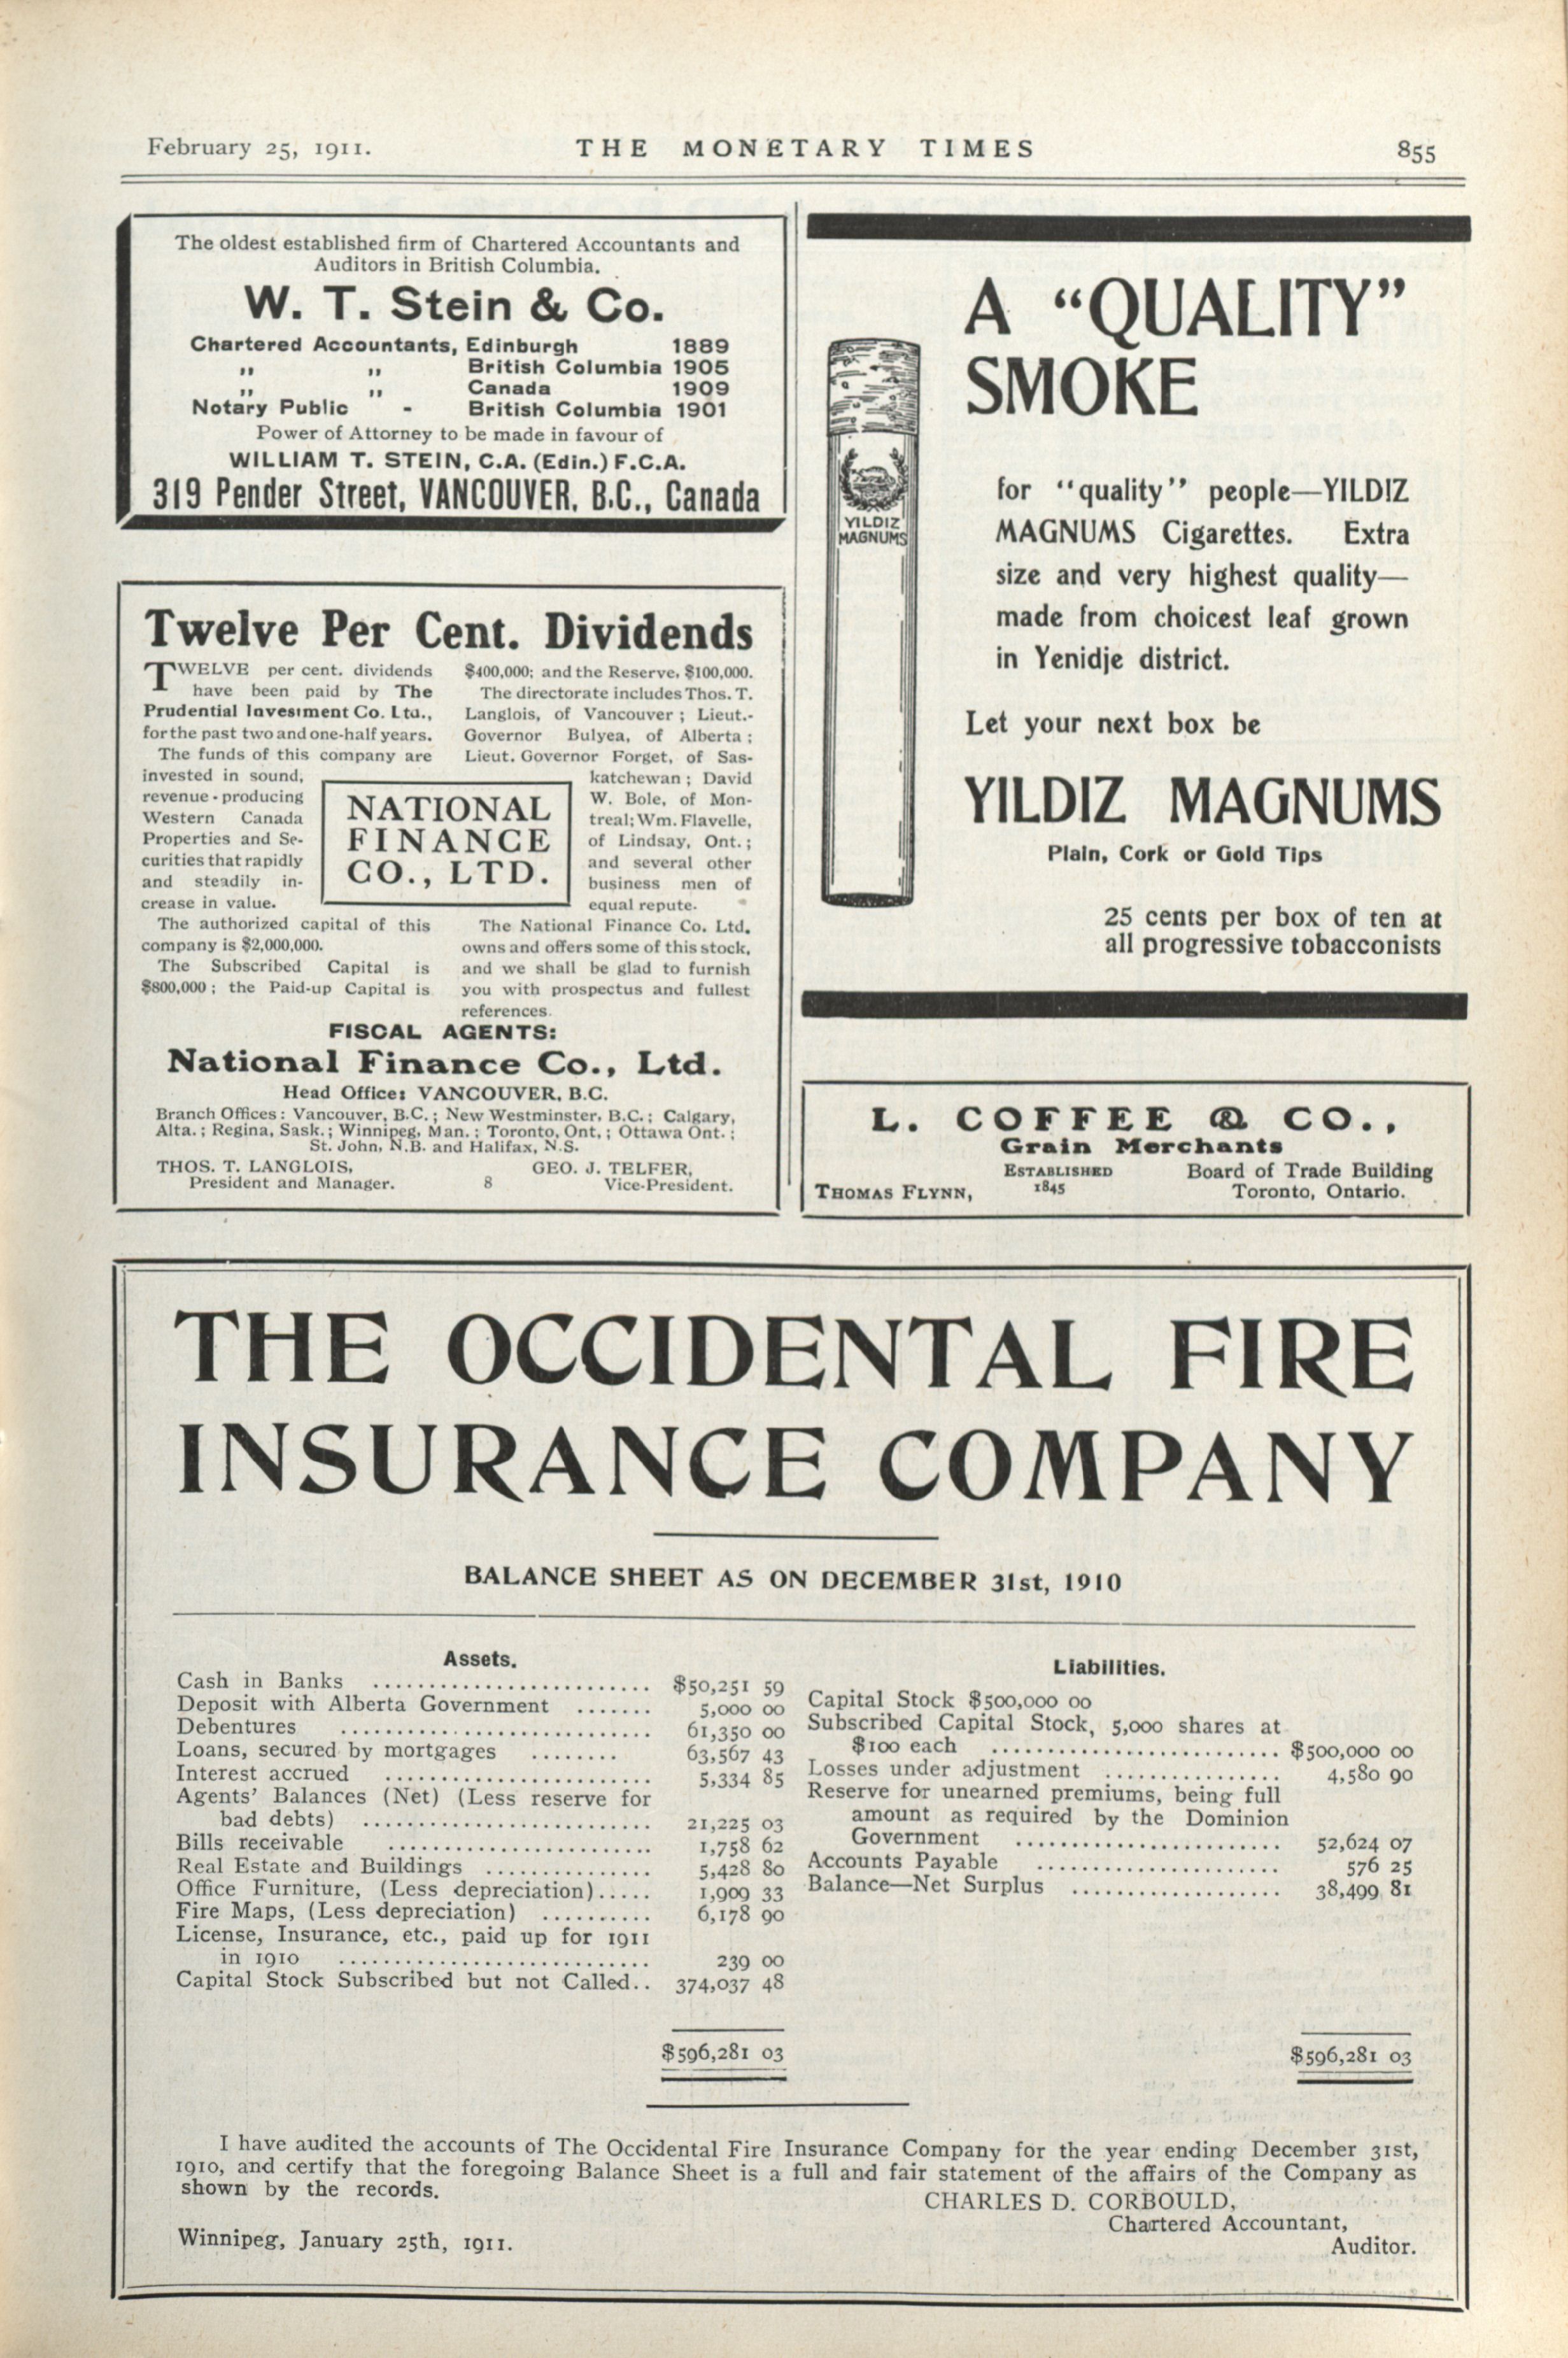 February 25, 1911.
THE MONETARY TIMES
855
The oldest established firm of Chartered Accountants and
Auditors in British Columbia.
W. T. Stein & Co.
Chartered Accountants, Edinburgh 1889
" " British Columbia 1905
" " Canada 1909
Notary Public - British Columbia 1901
Power of Attorney to be made in favour of
WILLIAM T. STEIN, C.A. (Edin.) F.C.A.
319 Pender Street, VANCOUVER, B.C., Canada
Twelve Per Cent. Dividends
TWELVE per cent. dividends
have been paid by The
Prudential Investment Co. Ltd.,
for the past two and one-half years.
The funds of this company are
invested in sound,
revenue-producing
Western Canada
Properties and Se-
curities that rapidly
and steadily in-
crease in value.
The authorized capital of this
company is $2,000,000.
The Subscribed Capital is
$800,000; the Paid-up Capital is
NATIONAL
FINANCE
CO., LTD.
$400,000; and the Reserve, $100,000.
The directorate includes Thos. T.
Langlois, of Vancouver; Lieut.-
Governor Bulyea, of Alberta;
Lieut. Governor Forget, of Sas-
katchewan; David
W. Bole, of Mon-
treal; Wm. Flavelle,
of Lindsay, Ont.;
and several other
business men of
equal repute.
The National Finance Co. Ltd.
owns and offers some of this stock,
and we shall be glad to furnish
you with prospectus and fullest
references.
FISCAL AGENTS:
National Finance Co., Ltd.
Head Office: VANCOUVER, B.C.
Branch Offices: Vancouver, B.C.; New Westminster, B.C.; Calgary,
Alta.; Regina, Sask.; Winnipeg, Man.; Toronto, Ont.; Ottawa Ont.;
St. John, N.B. and Halifax, N.S.
THOS. T. LANGLOIS, GEO. J. TELFER,
President and Manager. 8 Vice-President.
A "QUALITY"
SMOKE
YILDIZ
MAGNUMS
for "quality" people—YILDIZ
MAGNUMS Cigarettes. Extra
size and very highest quality—
made from choicest leaf grown
in Yenidje district.
Let your next box be
YILDIZ MAGNUMS
Plain, Cork or Gold Tips
25 cents per box of ten at
all progressive tobacconists
L. COFFEE & CO.,
Grain Merchants
ESTABLISHED Board of Trade Building
THOMAS FLYNN, 1845 Toronto, Ontario.
THE OCCIDENTAL FIRE
INSURANCE COMPANY
BALANCE SHEET AS ON DECEMBER 31st, 1910
Assets.
Cash in Banks ........................ $50,251 59
Deposit with Alberta Government ....... 5,000 00
Debentures ........................... 61,350 00
Loans, secured by mortgages ........ 63,567 43
Interest accrued ....................... 5,334 85
Agents' Balances (Net) (Less reserve for
bad debts) ......................... 21,225 03
Bills receivable ....................... 1,758 62
Real Estate and Buildings ............... 5,428 80
Office Furniture, (Less depreciation)..... 1,909 33
Fire Maps, (Less depreciation) .......... 6,178 90
License, Insurance, etc., paid up for 1911
in 1910 ........................... 239 00
Capital Stock Subscribed but not Called.. 374,037 48
$596,281 03
Liabilities.
Capital Stock $500,000 00
Subscribed Capital Stock, 5,000 shares at
$100 each ......................... $500,000 00
Losses under adjustment ................ 4,580 90
Reserve for unearned premiums, being full
amount as required by the Dominion
Government ....................... 52,624 07
Accounts Payable ...................... 576 25
Balance—Net Surplus ................... 38,499 81
$596,281 03
I have audited the accounts of The Occidental Fire Insurance Company for the year ending December 31st,
1910, and certify that the foregoing Balance Sheet is a full and fair statement of the affairs of the Company as
shown by the records.
CHARLES D. CORBOULD,
Chartered Accountant,
Auditor.
Winnipeg, January 25th, 1911.